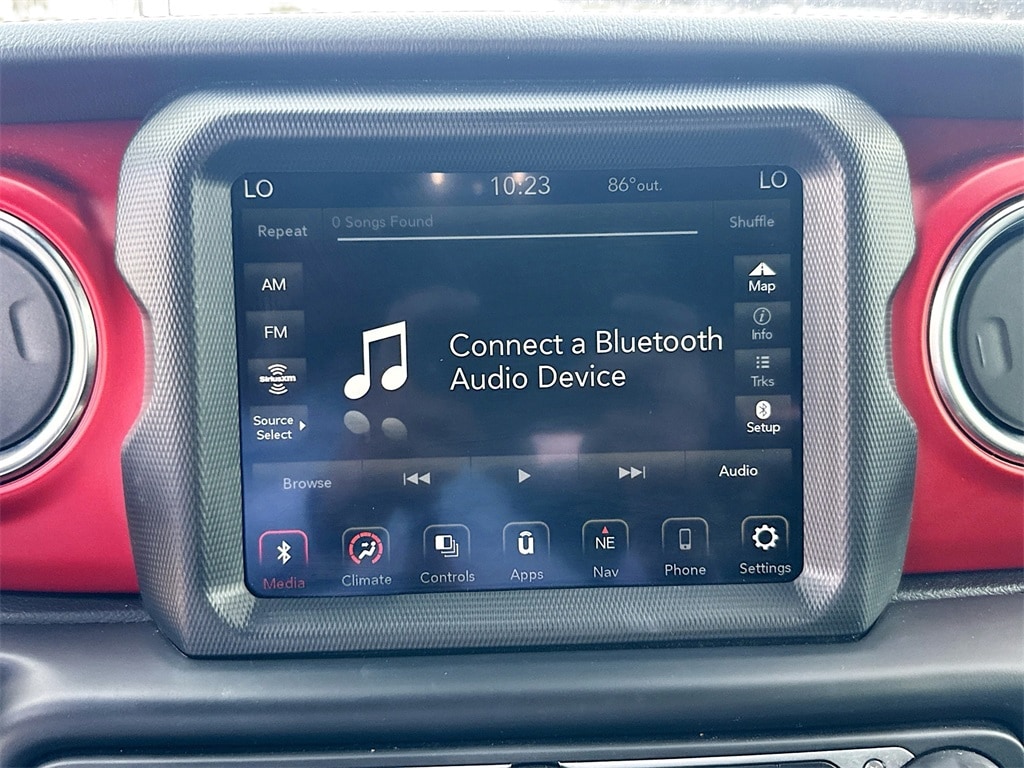 LO 10:23 86°out. LO
Repeat 0 Songs Found Shuffle
AM
FM
SiriusXM
Source
Select
Connect a Bluetooth
Audio Device
Map
i
Info
Trks
Setup
Browse Audio
NE
Media Climate Controls Apps Nav Phone Settings